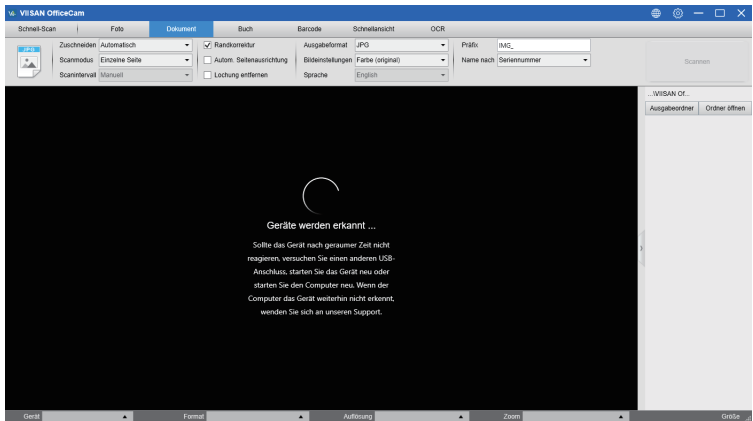 VIISAN OfficeCam
Schnell-Scan Foto Dokument Buch Barcode Schnellansicht OCR
JPG Zuschneiden Automatisch Randkorrektur Ausgabeformat JPG Präfix IMG_
Scanmodus Einzelne Seite Autom. Seitenausrichtung Bildeinstellungen Farbe (original) Name nach Seriennummer Scannen
Scanintervall Manuell Lochung entfernen Sprache English
...\VIISAN Of...
Ausgabeordner Ordner öffnen
Geräte werden erkannt ...
Sollte das Gerät nach geraumer Zeit nicht
reagieren, versuchen Sie einen anderen USB-
Anschluss, starten Sie das Gerät neu oder
starten Sie den Computer neu. Wenn der
Computer das Gerät weiterhin nicht erkennt,
wenden Sie sich an unseren Support.
Gerät Format Auflösung Zoom Größe